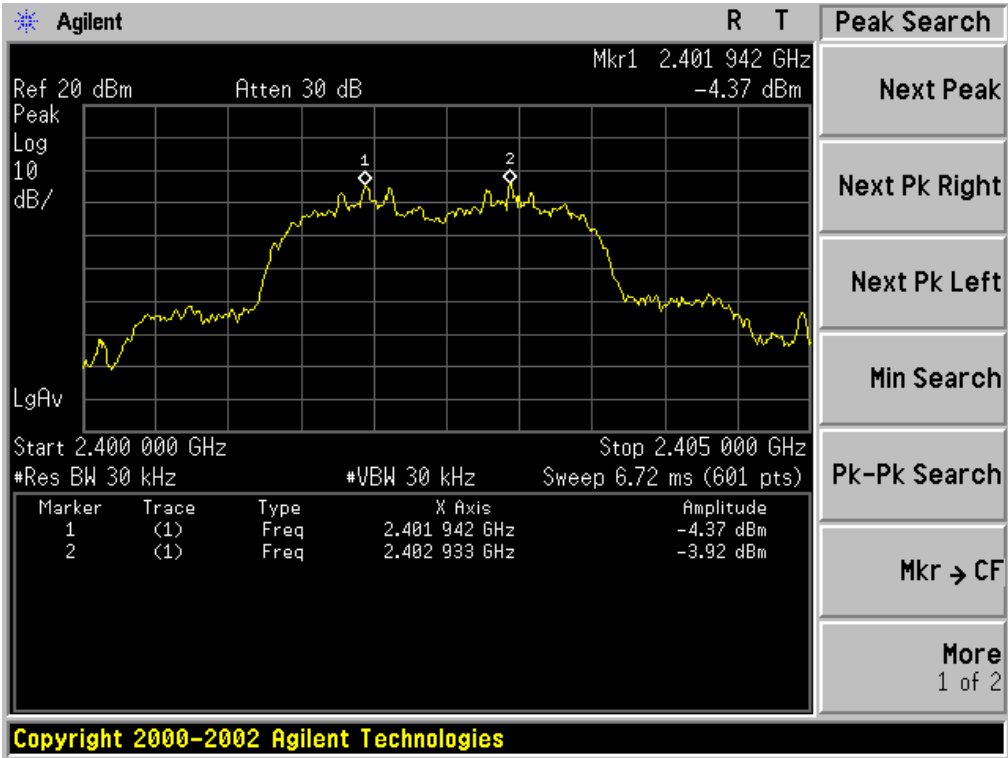 Agilent R T
Mkr1 2.401 942 GHz
Ref 20 dBm Atten 30 dB -4.37 dBm
Peak
Log
10
dB/
1 2
LgAv
Start 2.400 000 GHz Stop 2.405 000 GHz
#Res BW 30 kHz #VBW 30 kHz Sweep 6.72 ms (601 pts)
Marker Trace Type X Axis Amplitude
1 (1) Freq 2.401 942 GHz -4.37 dBm
2 (1) Freq 2.402 933 GHz -3.92 dBm
Copyright 2000-2002 Agilent Technologies
Peak Search
Next Peak
Next Pk Right
Next Pk Left
Min Search
Pk-Pk Search
Mkr → CF
More
1 of 2